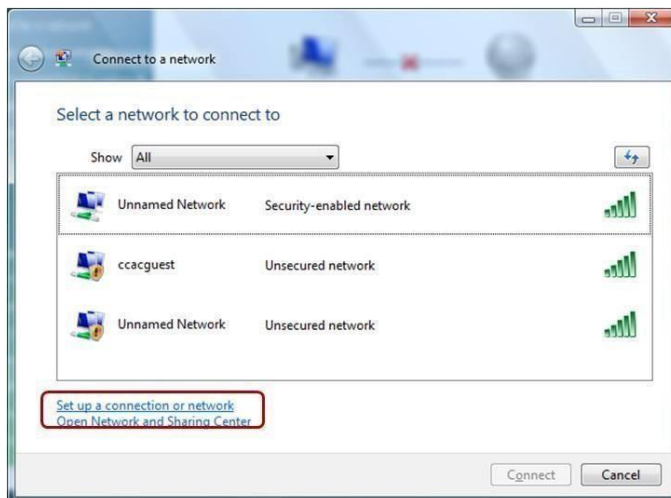 Connect to a network
Select a network to connect to
Show All
Unnamed Network Security-enabled network
ccacguest Unsecured network
Unnamed Network Unsecured network
Set up a connection or network
Open Network and Sharing Center
Connect Cancel